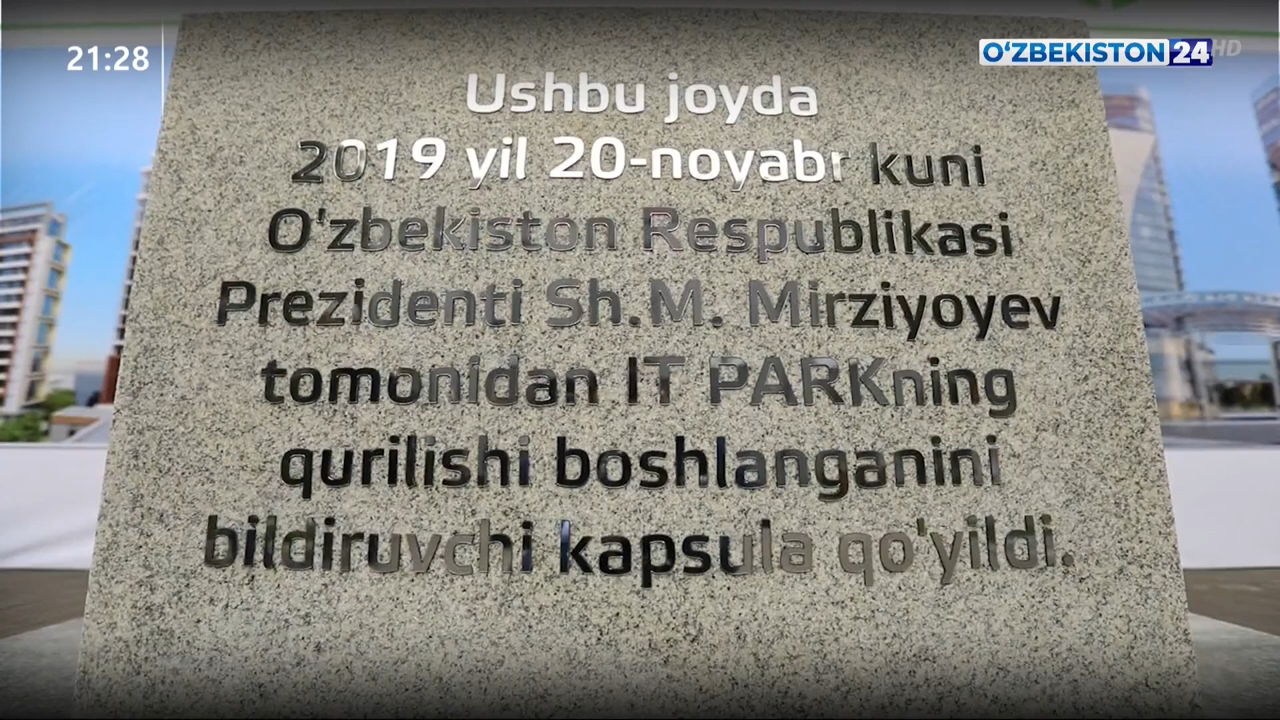 21:28
O‘ZBEKISTON 24 HD
Ushbu joyda
2019 yil 20-noyabr kuni
O'zbekiston Respublikasi
Prezidenti Sh.M. Mirziyoyev
tomonidan IT PARKning
qurilishi boshlanganini
bildiruvchi kapsula qo'yildi.